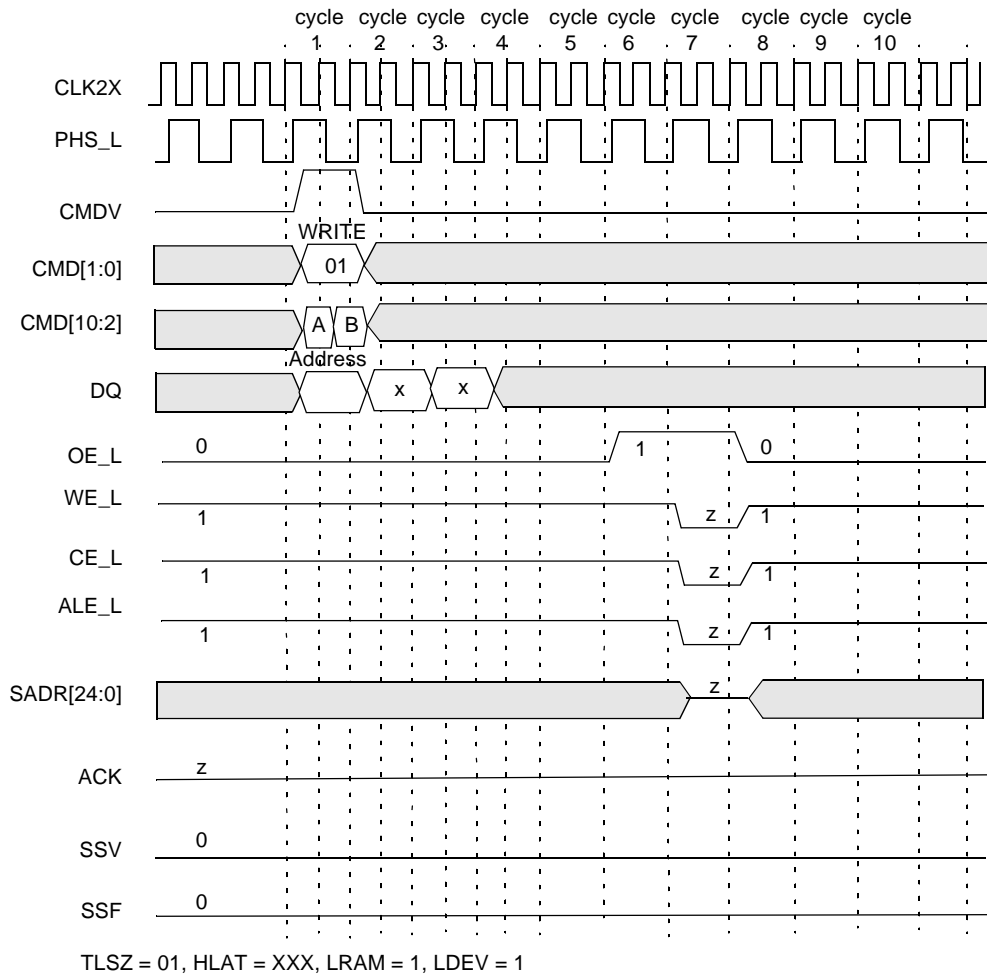 cycle cycle cycle cycle cycle cycle cycle cycle cycle cycle
1 2 3 4 5 6 7 8 9 10
CLK2X
PHS_L
CMDV
WRITE
CMD[1:0] 01
CMD[10:2] A B
Address
DQ x x
OE_L 0 1 0
WE_L 1 z 1
CE_L 1 z 1
ALE_L 1 z 1
SADR[24:0] z
ACK z
SSV 0
SSF 0
TLSZ = 01, HLAT = XXX, LRAM = 1, LDEV = 1